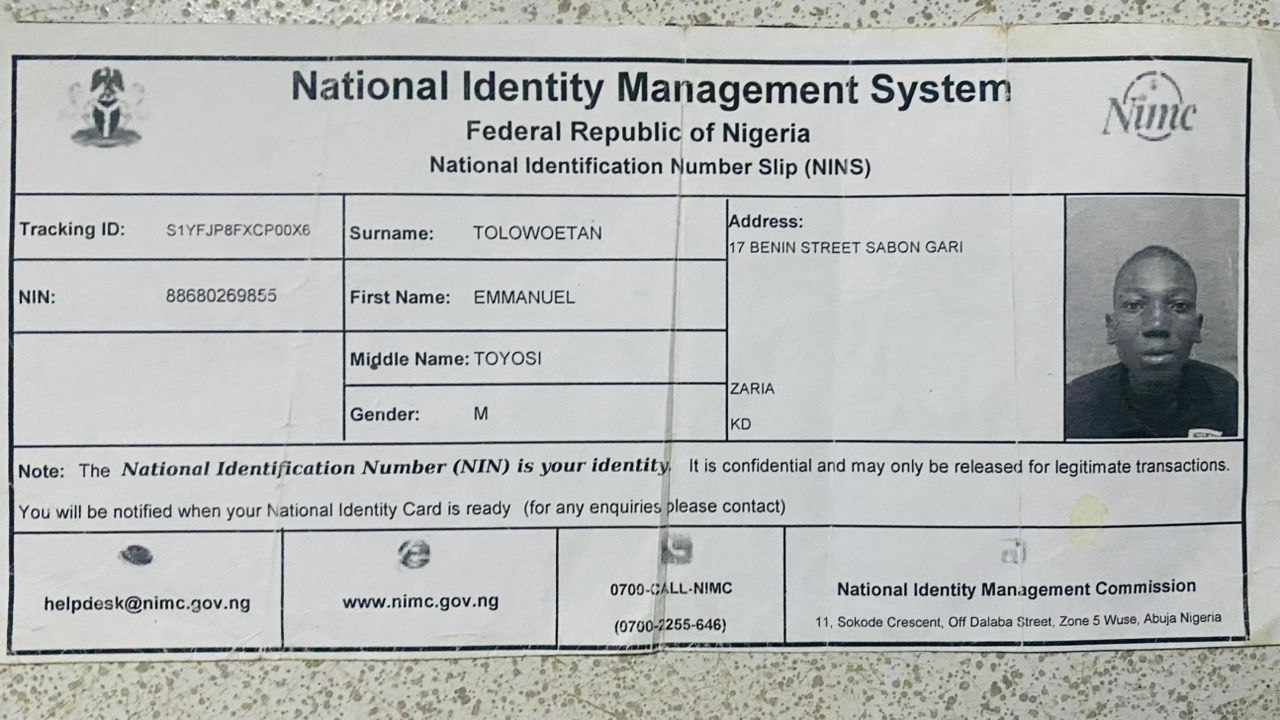 National Identity Management System
Federal Republic of Nigeria
National Identification Number Slip (NINS)
Nimc
Tracking ID: S1YFJP8FXCP00X6
Surname: TOLOWOETAN
Address:
17 BENIN STREET SABON GARI
NIN: 88680269855
First Name: EMMANUEL
Middle Name: TOYOSI
ZARIA
Gender: M
KD
Note: The National Identification Number (NIN) is your identity. It is confidential and may only be released for legitimate transactions.
You will be notified when your National Identity Card is ready (for any enquiries please contact)
helpdesk@nimc.gov.ng
www.nimc.gov.ng
0700-CALL-NIMC
(0700-2255-646)
National Identity Management Commission
11, Sokode Crescent, Off Dalaba Street, Zone 5 Wuse, Abuja Nigeria